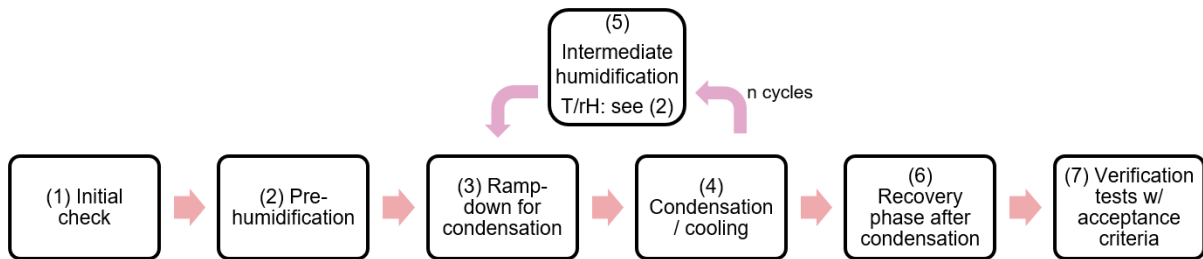 (5)
Intermediate
humidification
T/rH: see (2)
n cycles
(1) Initial
check
(2) Pre-
humidification
(3) Ramp-
down for
condensation
(4)
Condensation
/ cooling
(6)
Recovery
phase after
condensation
(7) Verification
tests w/
acceptance
criteria